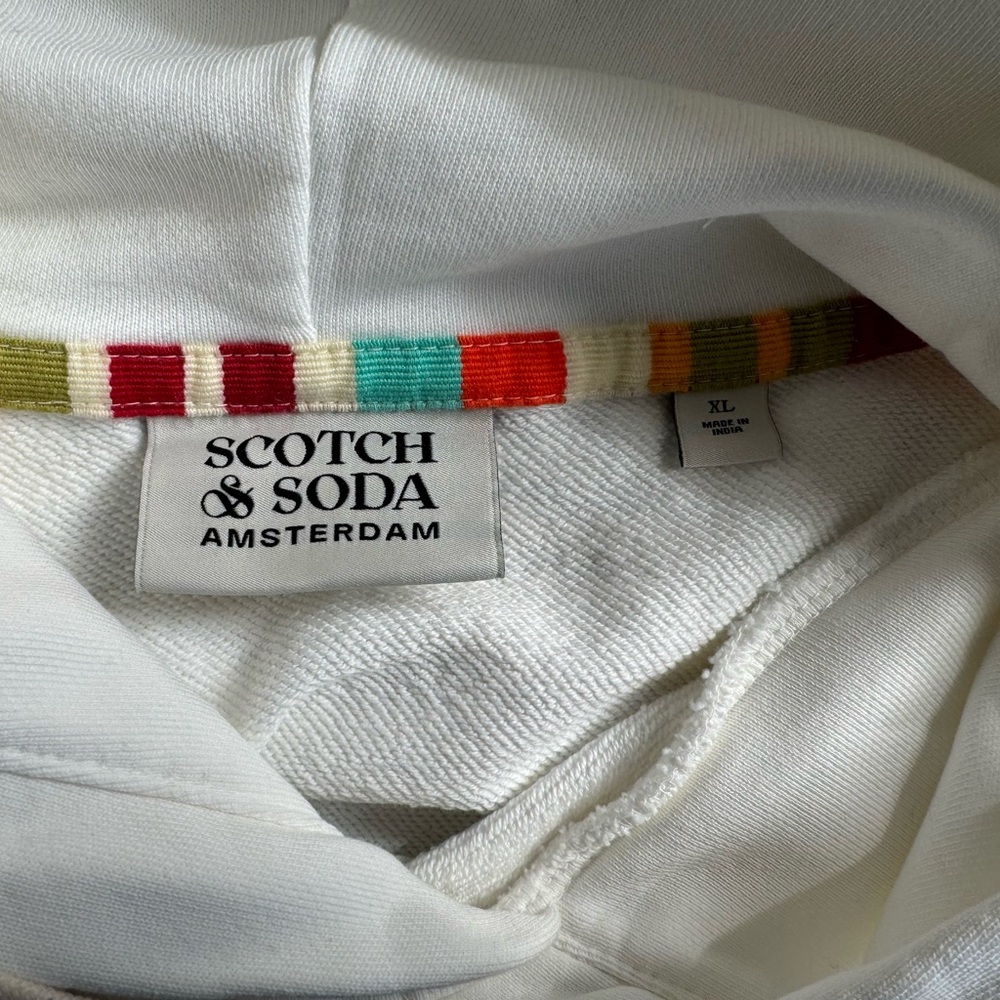 SCOTCH
& SODA
AMSTERDAM
XL
MADE IN
INDIA